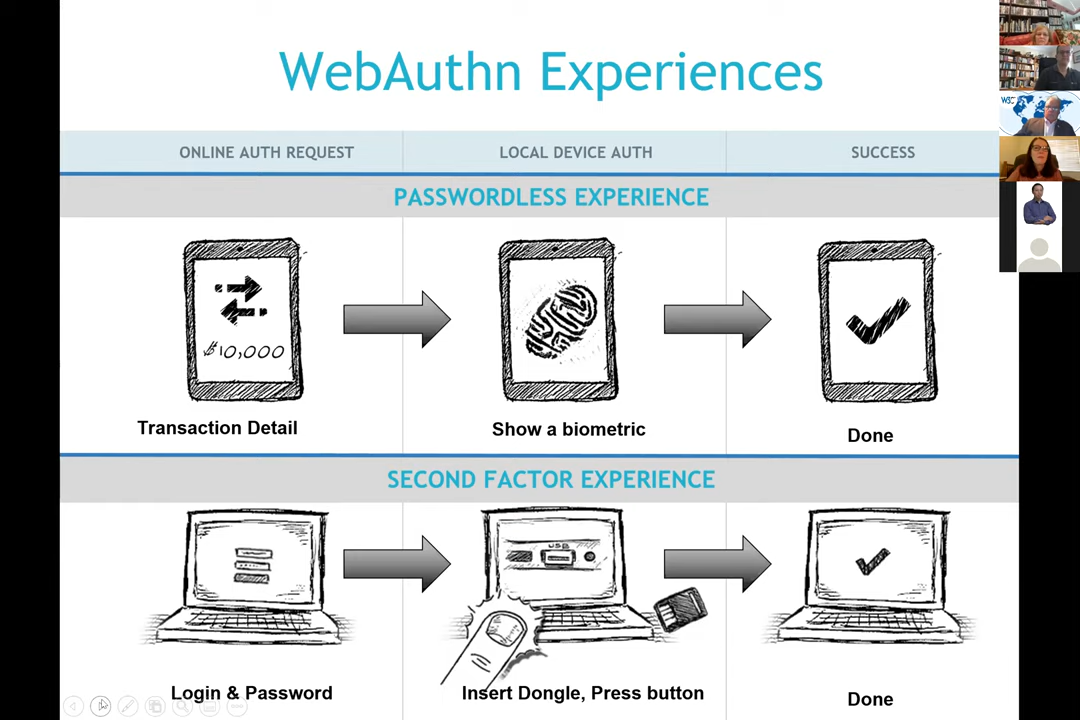 WebAuthn Experiences
ONLINE AUTH REQUEST
LOCAL DEVICE AUTH
SUCCESS
PASSWORDLESS EXPERIENCE
$10,000
Transaction Detail
Show a biometric
Done
SECOND FACTOR EXPERIENCE
USB
Login & Password
Insert Dongle, Press button
Done
W3C